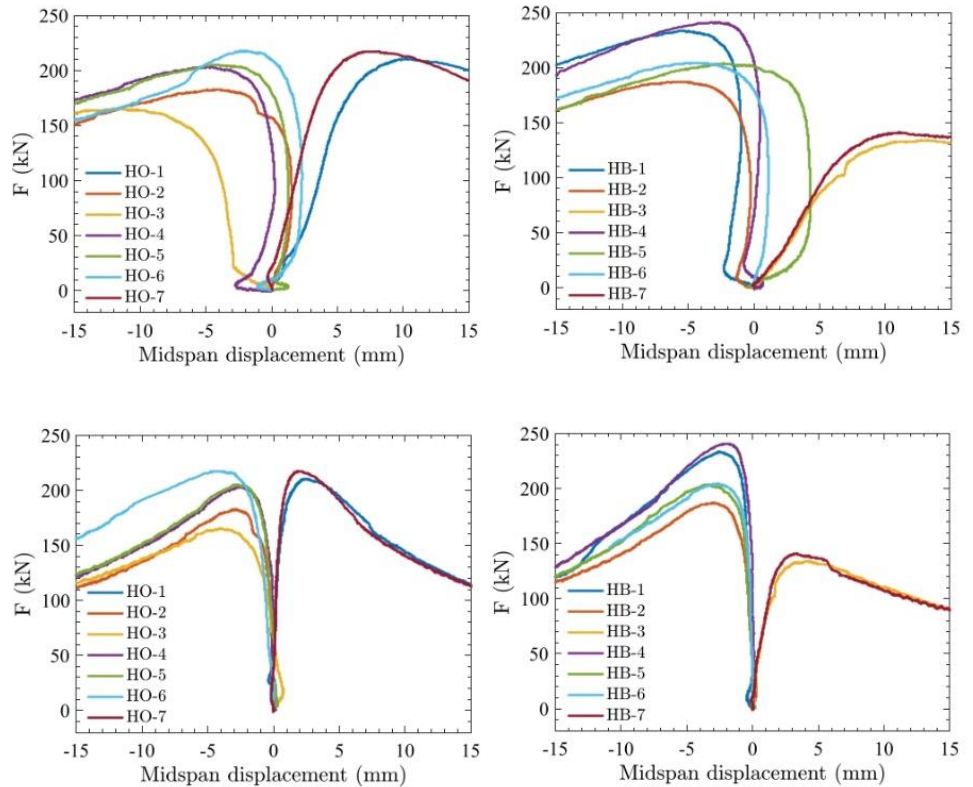 250
200
150
100
50
0
F (kN)
HO-1
HO-2
HO-3
HO-4
HO-5
HO-6
HO-7
-15 -10 -5 0 5 10 15
Midspan displacement (mm)
250
200
150
100
50
0
F (kN)
HB-1
HB-2
HB-3
HB-4
HB-5
HB-6
HB-7
-15 -10 -5 0 5 10 15
Midspan displacement (mm)
250
200
150
100
50
0
F (kN)
HO-1
HO-2
HO-3
HO-4
HO-5
HO-6
HO-7
-15 -10 -5 0 5 10 15
Midspan displacement (mm)
250
200
150
100
50
0
F (kN)
HB-1
HB-2
HB-3
HB-4
HB-5
HB-6
HB-7
-15 -10 -5 0 5 10 15
Midspan displacement (mm)